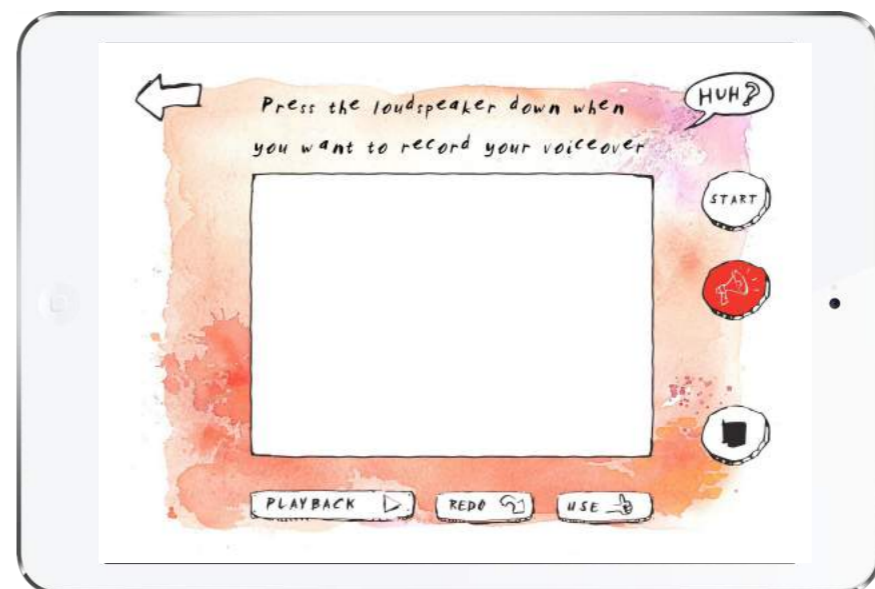 Press the loudspeaker down when
you want to record your voiceover
HUH?
START
PLAYBACK
REDO
USE